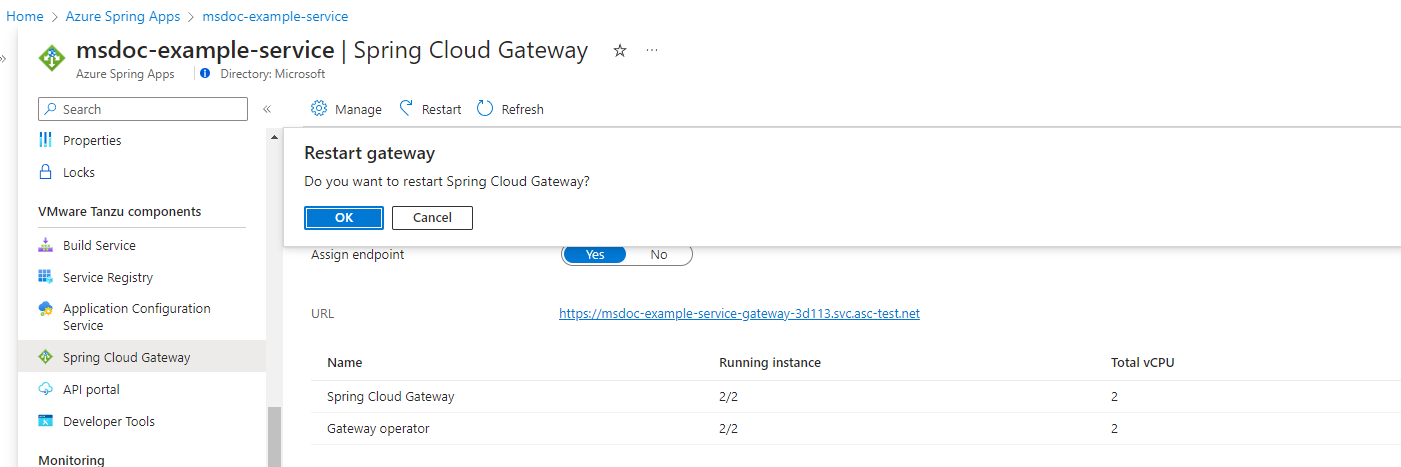 Home > Azure Spring Apps > msdoc-example-service
msdoc-example-service | Spring Cloud Gateway
Azure Spring Apps Directory: Microsoft
Search
Manage Restart Refresh
Properties
Locks
VMware Tanzu components
Build Service
Service Registry
Application Configuration
Service
Spring Cloud Gateway
API portal
Developer Tools
Monitoring
Restart gateway
Do you want to restart Spring Cloud Gateway?
OK Cancel
Assign endpoint Yes No
URL https://msdoc-example-service-gateway-3d113.svc.asc-test.net
Name Running instance Total vCPU
Spring Cloud Gateway 2/2 2
Gateway operator 2/2 2